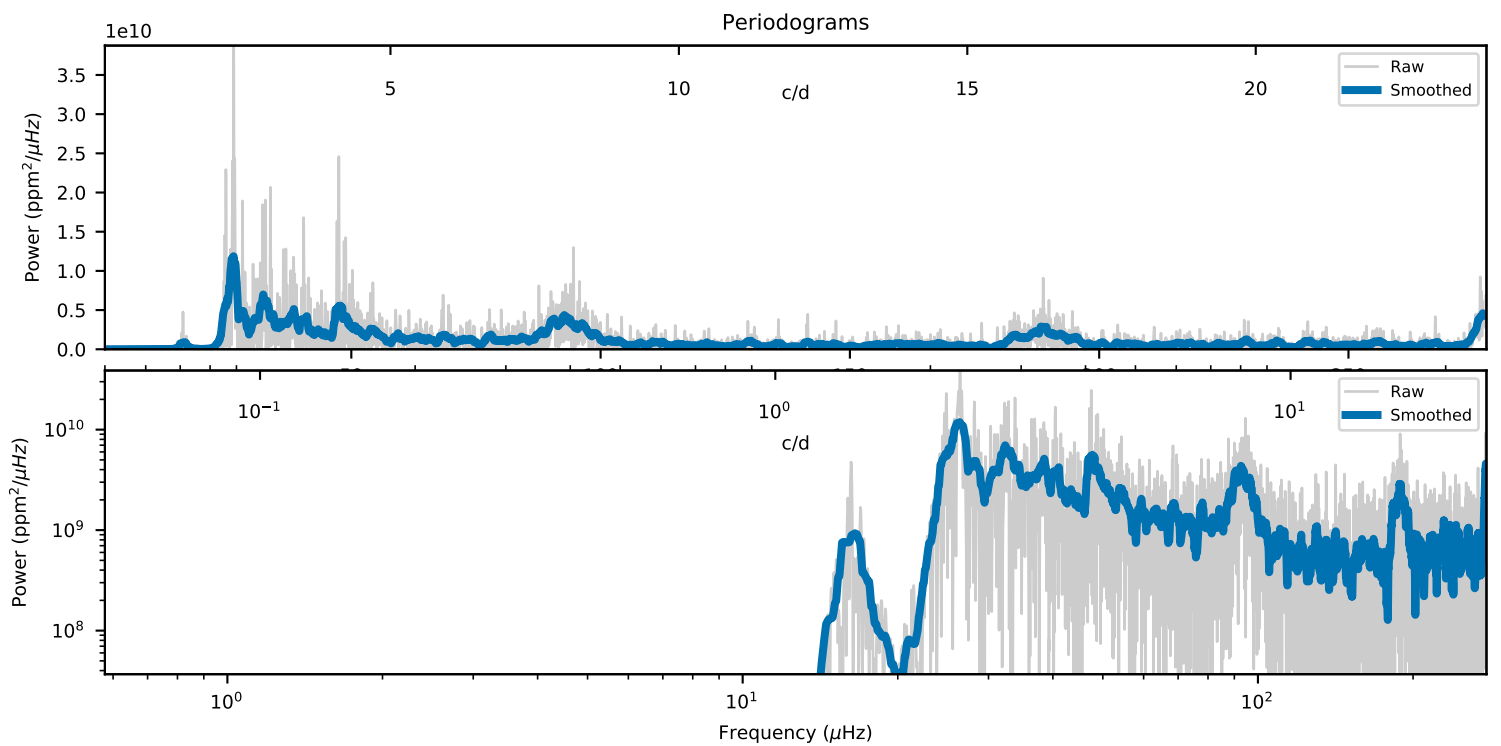 Periodograms
1e10
Power (ppm²/μHz)
3.5
3.0
2.5
2.0
1.5
1.0
0.5
0.0
5 10 15 20
c/d
Raw
Smoothed
Power (ppm²/μHz)
10¹⁰
10⁹
10⁸
10⁻¹ 10⁰ 10¹
c/d
Raw
Smoothed
10⁰ 10¹ 10²
Frequency (μHz)